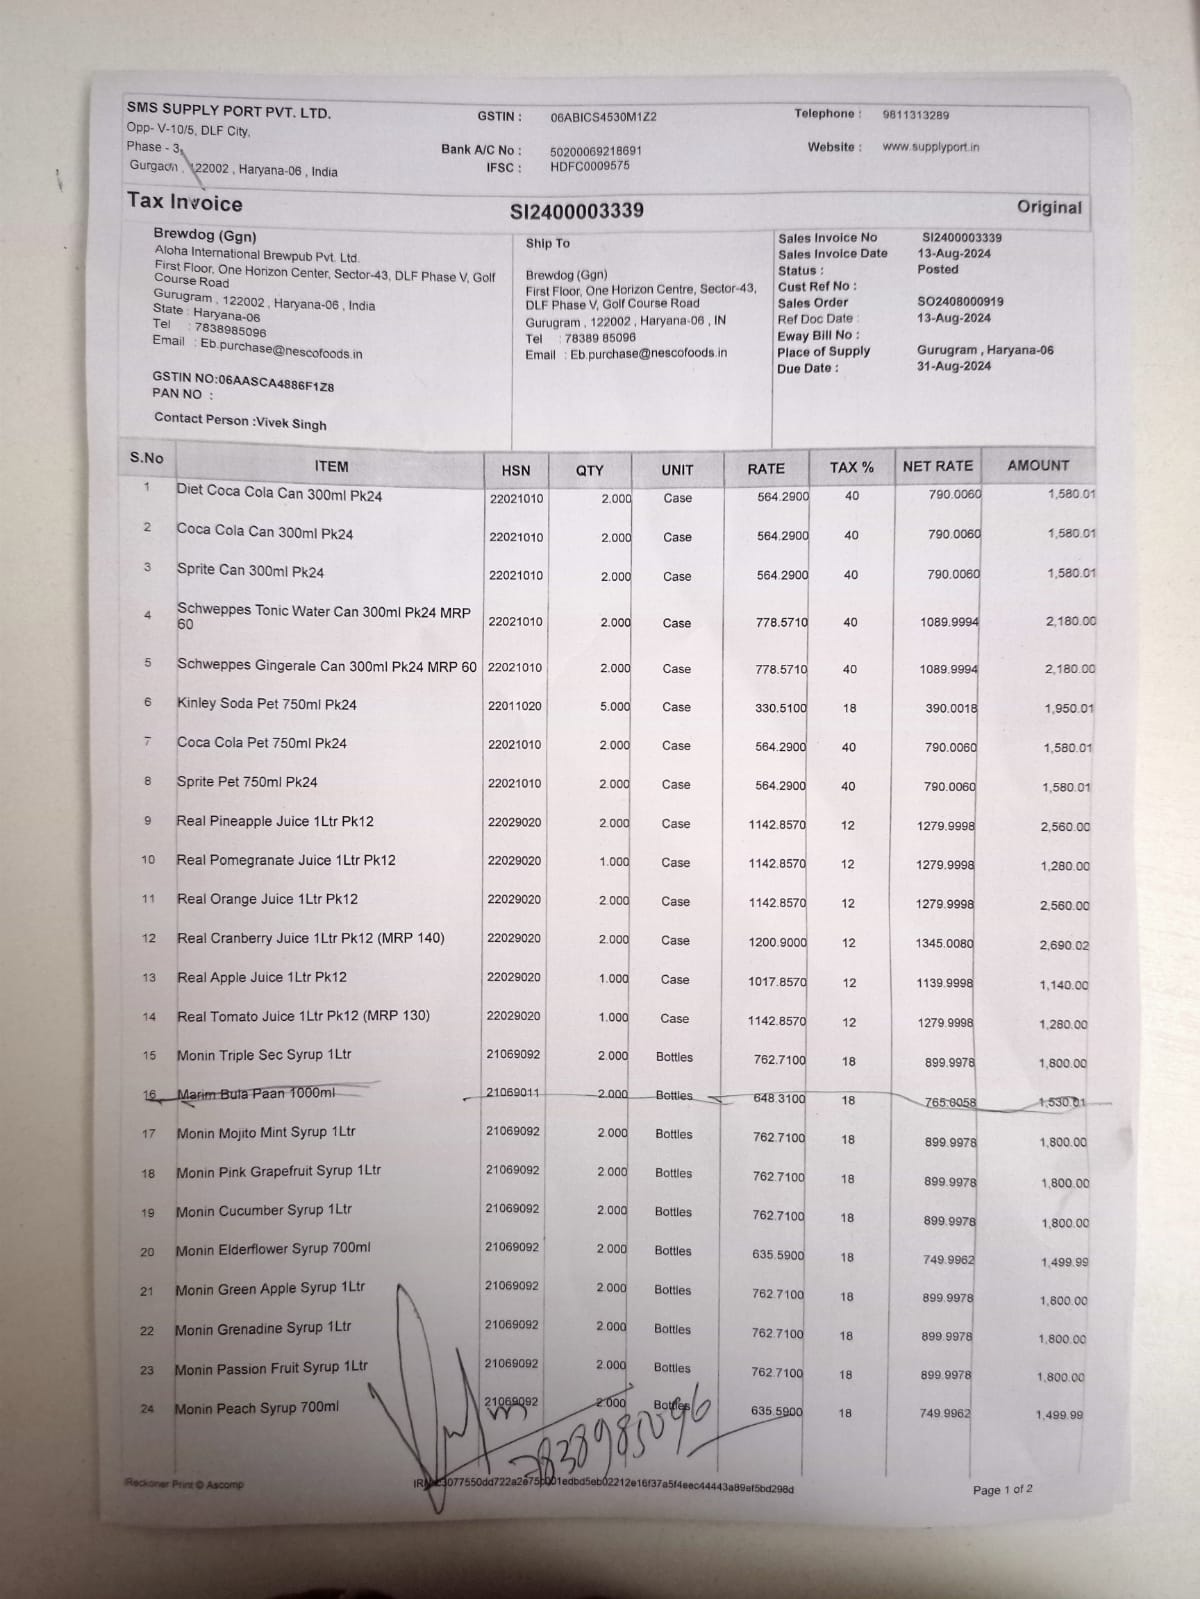 SMS SUPPLY PORT PVT. LTD.
Opp- V-10/5, DLF City,
Phase - 3,
Gurgaon , 122002 , Haryana-06 , India
GSTIN : 06ABICS4530M1Z2
Bank A/C No : 50200069218691
IFSC : HDFC0009575
Telephone : 9811313289
Website : www.supplyport.in
Tax Invoice
SI2400003339
Original
Brewdog (Ggn)
Aloha International Brewpub Pvt. Ltd.
First Floor, One Horizon Center, Sector-43, DLF Phase V, Golf
Course Road
Gurugram , 122002 , Haryana-06 , India
State : Haryana-06
Tel : 7838985096
Email : Eb.purchase@nescofoods.in
GSTIN NO:06AASCA4886F1Z8
PAN NO :
Contact Person :Vivek Singh
Ship To
Brewdog (Ggn)
First Floor, One Horizon Centre, Sector-43,
DLF Phase V, Golf Course Road
Gurugram , 122002 , Haryana-06 , IN
Tel : 78389 85096
Email : Eb.purchase@nescofoods.in
Sales Invoice No SI2400003339
Sales Invoice Date 13-Aug-2024
Status : Posted
Cust Ref No :
Sales Order SO2408000919
Ref Doc Date : 13-Aug-2024
Eway Bill No :
Place of Supply Gurugram , Haryana-06
Due Date : 31-Aug-2024
S.No ITEM HSN QTY UNIT RATE TAX % NET RATE AMOUNT
1 Diet Coca Cola Can 300ml Pk24 22021010 2.000 Case 564.2900 40 790.0060 1,580.01
2 Coca Cola Can 300ml Pk24 22021010 2.000 Case 564.2900 40 790.0060 1,580.01
3 Sprite Can 300ml Pk24 22021010 2.000 Case 564.2900 40 790.0060 1,580.01
4 Schweppes Tonic Water Can 300ml Pk24 MRP
60 22021010 2.000 Case 778.5710 40 1089.9994 2,180.00
5 Schweppes Gingerale Can 300ml Pk24 MRP 60 22021010 2.000 Case 778.5710 40 1089.9994 2,180.00
6 Kinley Soda Pet 750ml Pk24 22011020 5.000 Case 330.5100 18 390.0018 1,950.01
7 Coca Cola Pet 750ml Pk24 22021010 2.000 Case 564.2900 40 790.0060 1,580.01
8 Sprite Pet 750ml Pk24 22021010 2.000 Case 564.2900 40 790.0060 1,580.01
9 Real Pineapple Juice 1Ltr Pk12 22029020 2.000 Case 1142.8570 12 1279.9998 2,560.00
10 Real Pomegranate Juice 1Ltr Pk12 22029020 1.000 Case 1142.8570 12 1279.9998 1,280.00
11 Real Orange Juice 1Ltr Pk12 22029020 2.000 Case 1142.8570 12 1279.9998 2,560.00
12 Real Cranberry Juice 1Ltr Pk12 (MRP 140) 22029020 2.000 Case 1200.9000 12 1345.0080 2,690.02
13 Real Apple Juice 1Ltr Pk12 22029020 1.000 Case 1017.8570 12 1139.9998 1,140.00
14 Real Tomato Juice 1Ltr Pk12 (MRP 130) 22029020 1.000 Case 1142.8570 12 1279.9998 1,280.00
15 Monin Triple Sec Syrup 1Ltr 21069092 2.000 Bottles 762.7100 18 899.9978 1,800.00
16 Marim Bula Paan 1000ml 21069011 2.000 Bottles 648.3100 18 765.0058 1,530.01
17 Monin Mojito Mint Syrup 1Ltr 21069092 2.000 Bottles 762.7100 18 899.9978 1,800.00
18 Monin Pink Grapefruit Syrup 1Ltr 21069092 2.000 Bottles 762.7100 18 899.9978 1,800.00
19 Monin Cucumber Syrup 1Ltr 21069092 2.000 Bottles 762.7100 18 899.9978 1,800.00
20 Monin Elderflower Syrup 700ml 21069092 2.000 Bottles 635.5900 18 749.9962 1,499.99
21 Monin Green Apple Syrup 1Ltr 21069092 2.000 Bottles 762.7100 18 899.9978 1,800.00
22 Monin Grenadine Syrup 1Ltr 21069092 2.000 Bottles 762.7100 18 899.9978 1,800.00
23 Monin Passion Fruit Syrup 1Ltr 21069092 2.000 Bottles 762.7100 18 899.9978 1,800.00
24 Monin Peach Syrup 700ml 21069092 2.000 Bottles 635.5900 18 749.9962 1,499.99
7838985096
IReckoner Print © Ascomp
Page 1 of 2